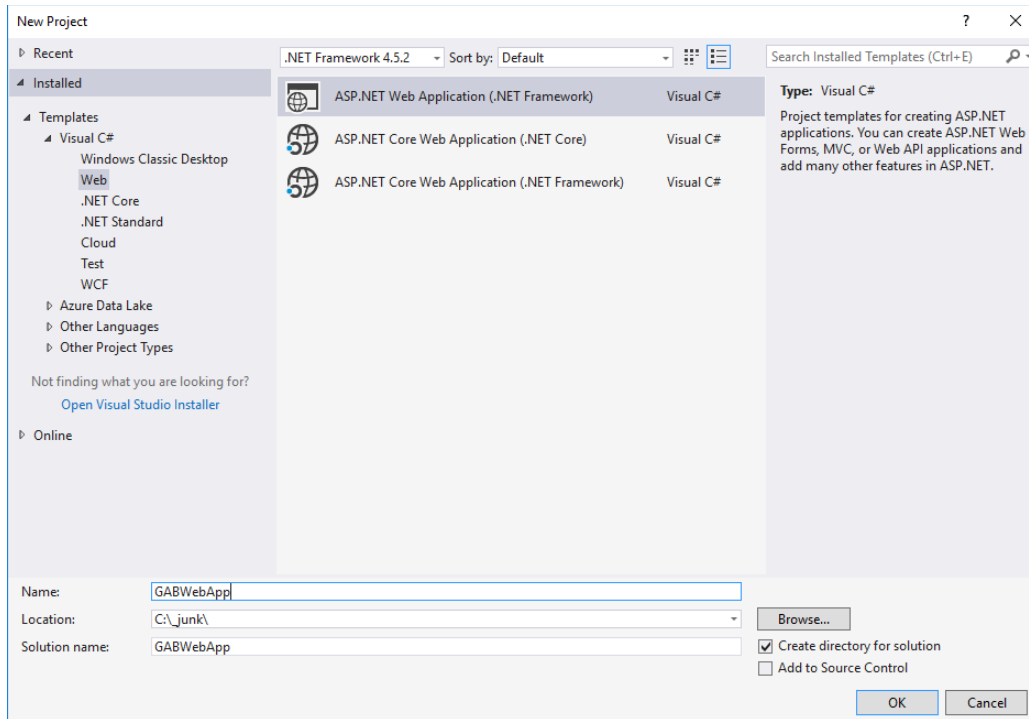 New Project
? 
Recent
Installed
Templates
Visual C#
Windows Classic Desktop
Web
.NET Core
.NET Standard
Cloud
Test
WCF
Azure Data Lake
Other Languages
Other Project Types
Not finding what you are looking for?
Open Visual Studio Installer
Online
.NET Framework 4.5.2 Sort by: Default
ASP.NET Web Application (.NET Framework) Visual C#
ASP.NET Core Web Application (.NET Core) Visual C#
ASP.NET Core Web Application (.NET Framework) Visual C#
Search Installed Templates (Ctrl+E)
Type: Visual C#
Project templates for creating ASP.NET
applications. You can create ASP.NET Web
Forms, MVC, or Web API applications and
add many other features in ASP.NET.
Name: GABWebApp
Location: C:\_junk\
Browse...
Solution name: GABWebApp
Create directory for solution
Add to Source Control
OK Cancel